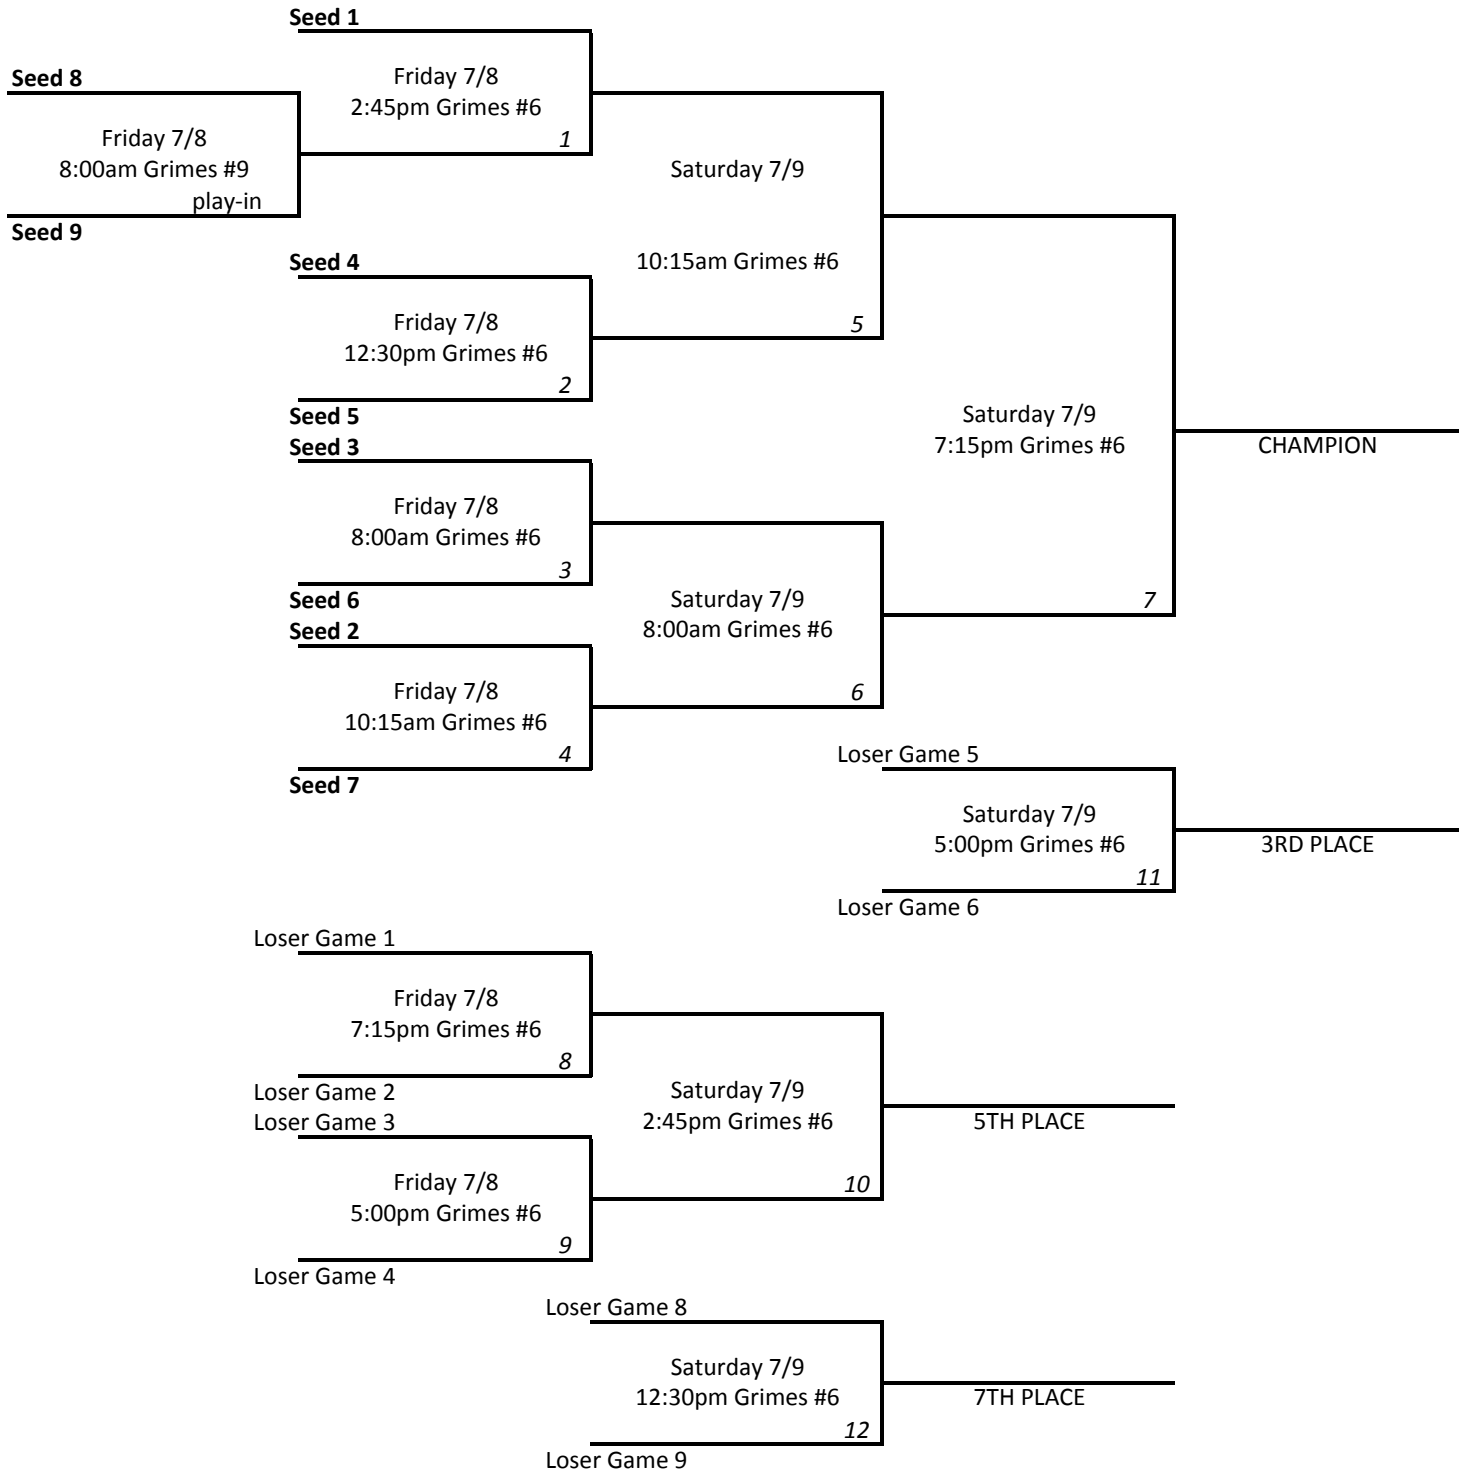 Seed 1
Seed 8
Friday 7/8
2:45pm Grimes #6
1
Friday 7/8
8:00am Grimes #9
play-in
Seed 9
Saturday 7/9
10:15am Grimes #6
5
Seed 4
Friday 7/8
12:30pm Grimes #6
2
Seed 5
Seed 3
Saturday 7/9
7:15pm Grimes #6
7
CHAMPION
Friday 7/8
8:00am Grimes #6
3
Seed 6
Seed 2
Saturday 7/9
8:00am Grimes #6
6
Friday 7/8
10:15am Grimes #6
4
Seed 7
Loser Game 5
Saturday 7/9
5:00pm Grimes #6
11
3RD PLACE
Loser Game 6
Loser Game 1
Friday 7/8
7:15pm Grimes #6
8
Loser Game 2
Loser Game 3
Saturday 7/9
2:45pm Grimes #6
10
5TH PLACE
Friday 7/8
5:00pm Grimes #6
9
Loser Game 4
Loser Game 8
Saturday 7/9
12:30pm Grimes #6
12
7TH PLACE
Loser Game 9